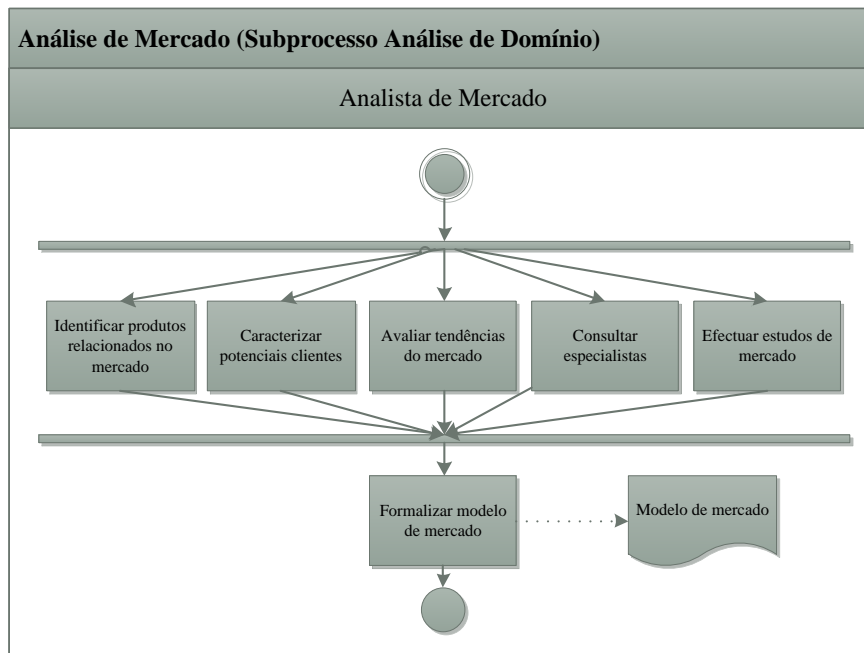 Análise de Mercado (Subprocesso Análise de Domínio)
Analista de Mercado
Identificar produtos
relacionados no
mercado
Caracterizar
potenciais clientes
Avaliar tendências
do mercado
Consultar
especialistas
Efectuar estudos de
mercado
Formalizar modelo
de mercado
Modelo de mercado